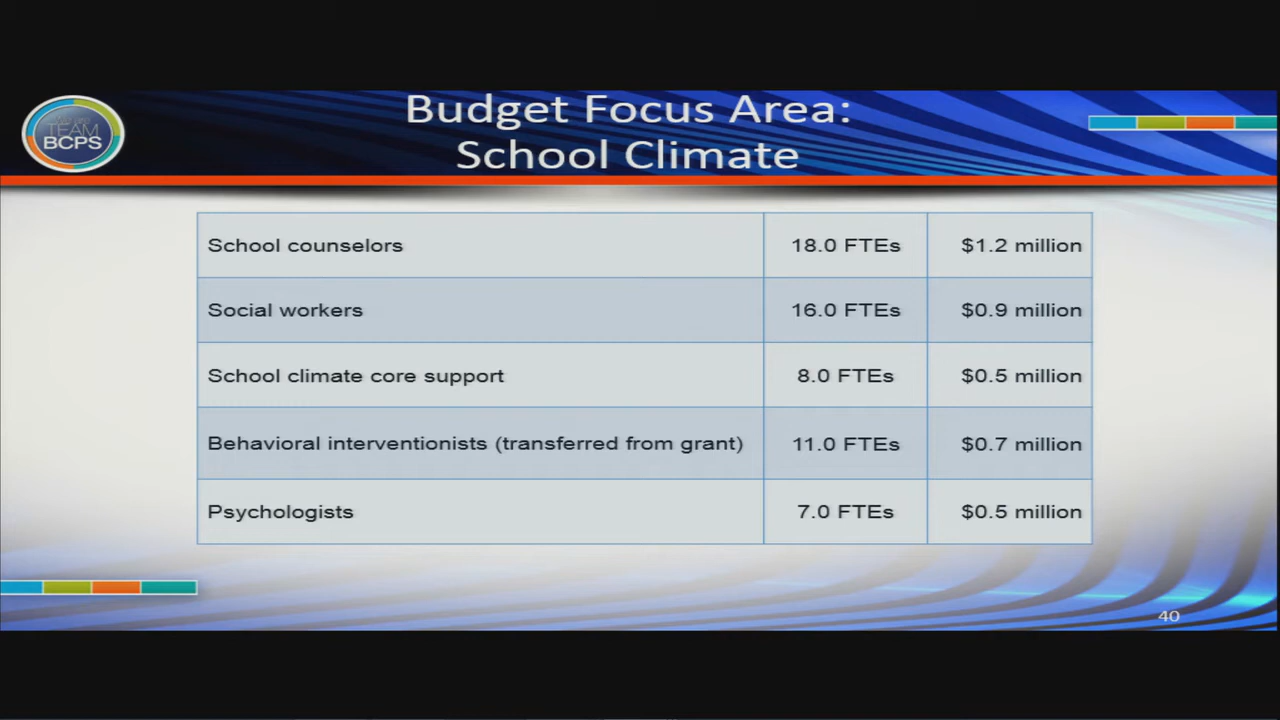 TEAM
BCPS
Budget Focus Area:
School Climate
School counselors 18.0 FTEs $1.2 million
Social workers 16.0 FTEs $0.9 million
School climate core support 8.0 FTEs $0.5 million
Behavioral interventionists (transferred from grant) 11.0 FTEs $0.7 million
Psychologists 7.0 FTEs $0.5 million
40